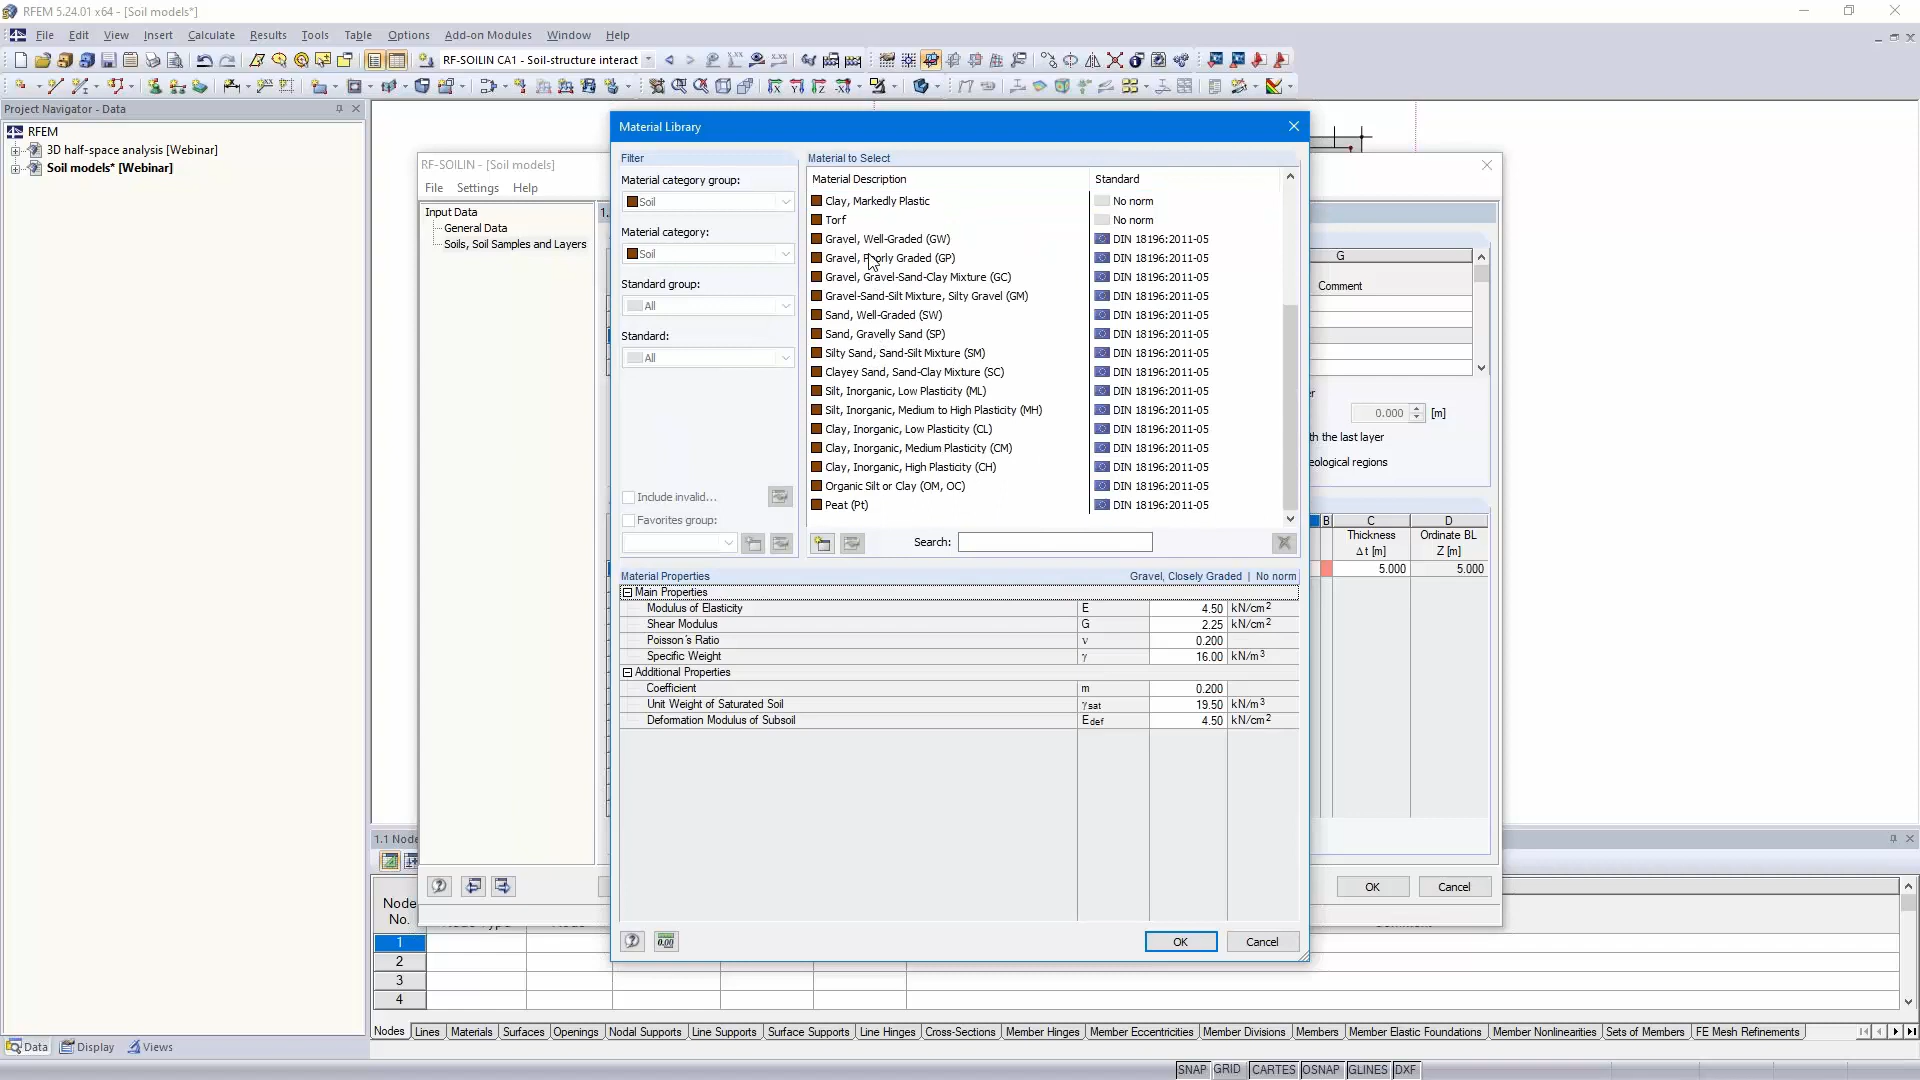 RFEM 5.24.01 x64 - [Soil models*]
File Edit View Insert Calculate Results Tools Table Options Add-on Modules Window Help
RF-SOILIN CA1 - Soil-structure interact
Project Navigator - Data
RFEM
3D half-space analysis [Webinar]
Soil models* [Webinar]
RF-SOILIN - [Soil models]
File Settings Help
Input Data
General Data
Soils, Soil Samples and Layers
1.
Material Library
Filter
Material category group:
Soil
Material category:
Soil
Standard group:
All
Standard:
All
Include invalid...
Favorites group:
Material to Select
Material Description Standard
Clay, Markedly Plastic No norm
Torf No norm
Gravel, Well-Graded (GW) DIN 18196:2011-05
Gravel, Poorly Graded (GP) DIN 18196:2011-05
Gravel, Gravel-Sand-Clay Mixture (GC) DIN 18196:2011-05
Gravel-Sand-Silt Mixture, Silty Gravel (GM) DIN 18196:2011-05
Sand, Well-Graded (SW) DIN 18196:2011-05
Sand, Gravelly Sand (SP) DIN 18196:2011-05
Silty Sand, Sand-Silt Mixture (SM) DIN 18196:2011-05
Clayey Sand, Sand-Clay Mixture (SC) DIN 18196:2011-05
Silt, Inorganic, Low Plasticity (ML) DIN 18196:2011-05
Silt, Inorganic, Medium to High Plasticity (MH) DIN 18196:2011-05
Clay, Inorganic, Low Plasticity (CL) DIN 18196:2011-05
Clay, Inorganic, Medium Plasticity (CM) DIN 18196:2011-05
Clay, Inorganic, High Plasticity (CH) DIN 18196:2011-05
Organic Silt or Clay (OM, OC) DIN 18196:2011-05
Peat (Pt) DIN 18196:2011-05
Search:
Material Properties Gravel, Closely Graded | No norm
Main Properties
Modulus of Elasticity E 4.50 kN/cm2
Shear Modulus G 2.25 kN/cm2
Poisson's Ratio ν 0.200
Specific Weight γ 16.00 kN/m3
Additional Properties
Coefficient m 0.200
Unit Weight of Saturated Soil γsat 19.50 kN/m3
Deformation Modulus of Subsoil Edef 4.50 kN/cm2
0.00
OK Cancel
G
Comment
0.000 [m]
th the last layer
eological regions
B C D
Thickness Ordinate BL
Δt [m] Z [m]
5.000 5.000
OK Cancel
1.1 Node
Node
No.
1
2
3
4
Nodes Lines Materials Surfaces Openings Nodal Supports Line Supports Surface Supports Line Hinges Cross-Sections Member Hinges Member Eccentricities Member Divisions Members Member Elastic Foundations Member Nonlinearities Sets of Members FE Mesh Refinements
Data Display Views
SNAP GRID CARTES OSNAP GLINES DXF